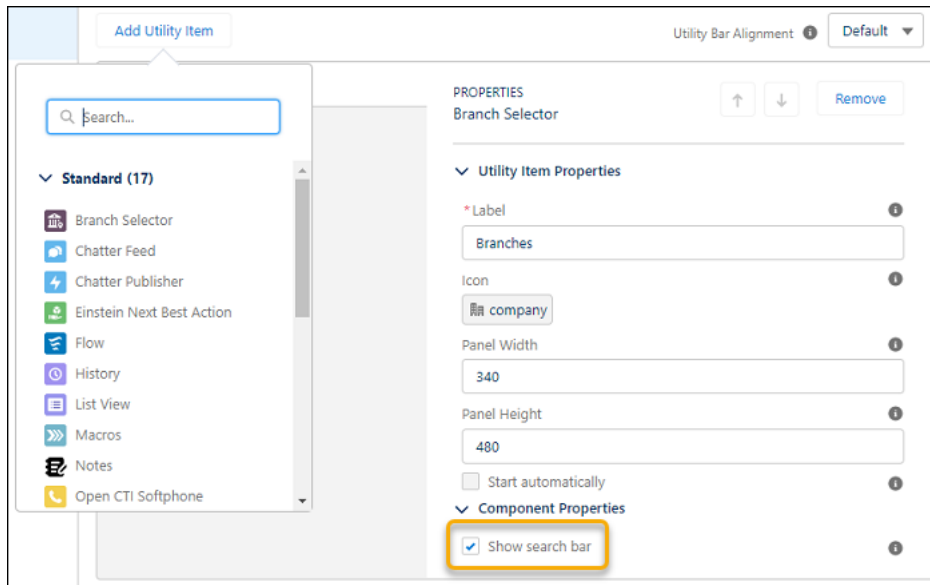 Add Utility Item
Utility Bar Alignment
Default
Search...
Standard (17)
Branch Selector
Chatter Feed
Chatter Publisher
Einstein Next Best Action
Flow
History
List View
Macros
Notes
Open CTI Softphone
PROPERTIES
Branch Selector
Remove
Utility Item Properties
*Label
Branches
Icon
company
Panel Width
340
Panel Height
480
Start automatically
Component Properties
Show search bar